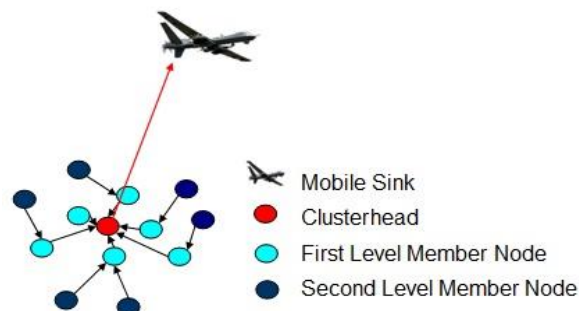 Mobile Sink
Clusterhead
First Level Member Node
Second Level Member Node